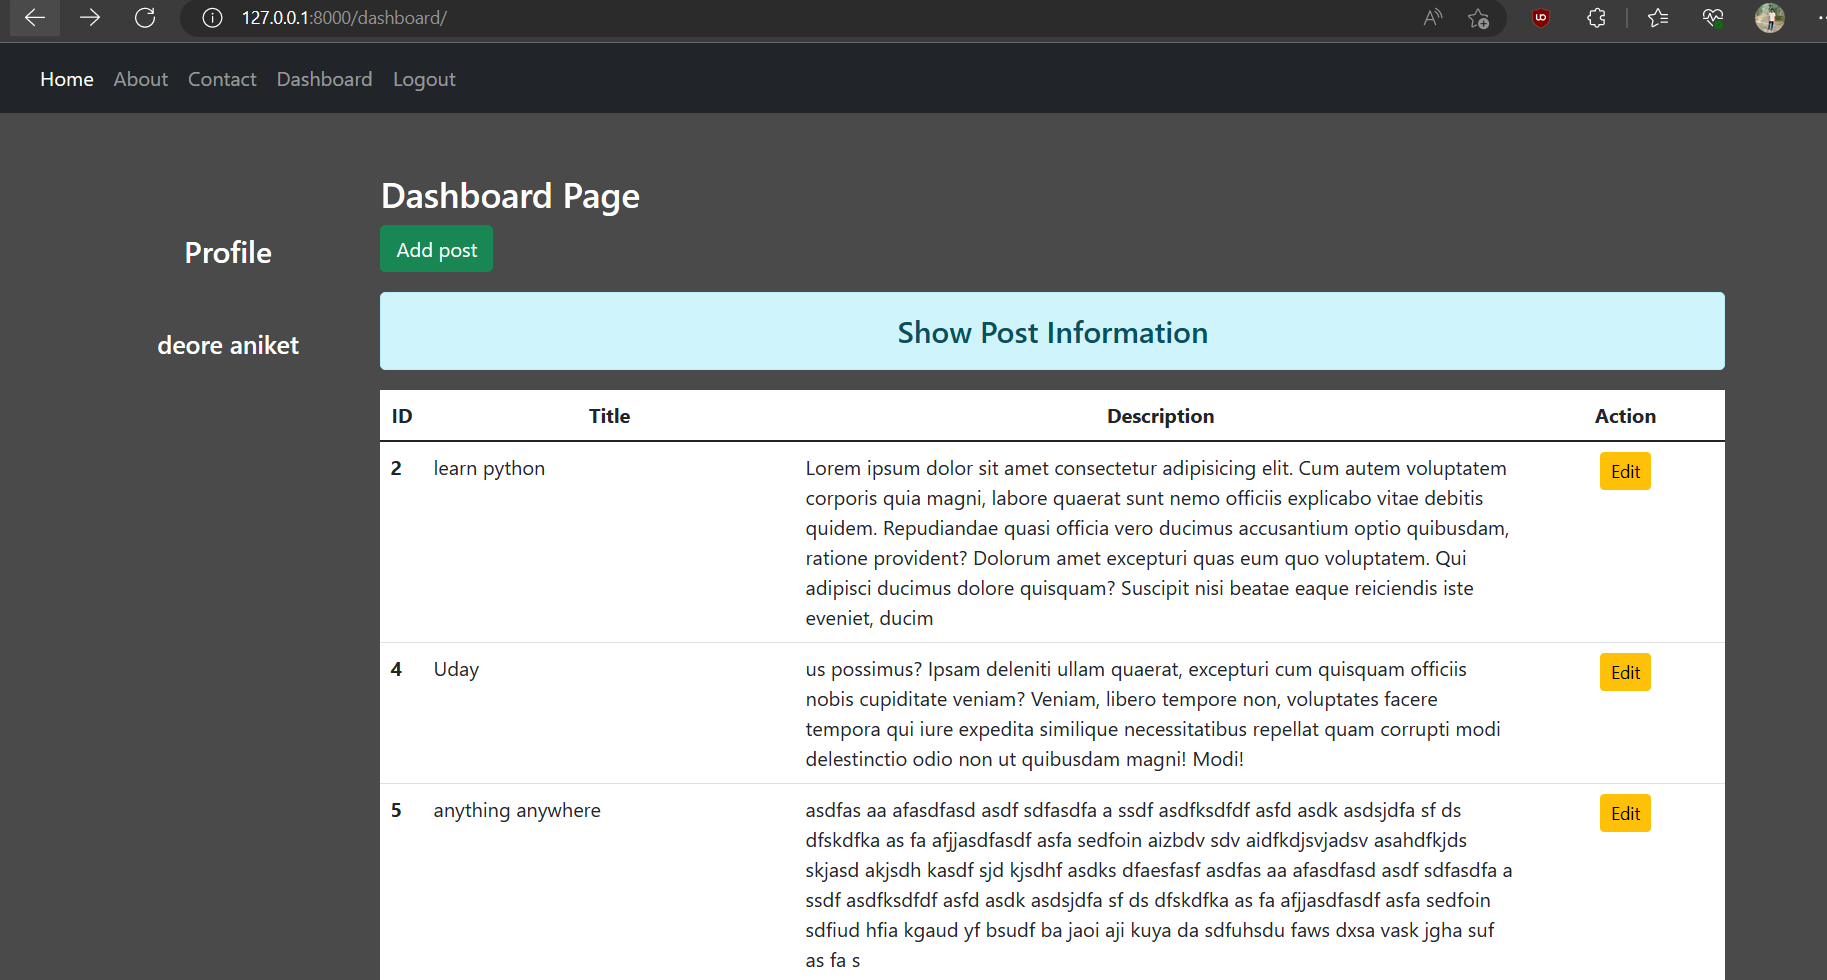 127.0.0.1:8000/dashboard/
Home About Contact Dashboard Logout
Dashboard Page
Profile
Add post
deore aniket
Show Post Information
ID Title Description Action
2 learn python Lorem ipsum dolor sit amet consectetur adipisicing elit. Cum autem voluptatem Edit
corporis quia magni, labore quaerat sunt nemo officiis explicabo vitae debitis
quidem. Repudiandae quasi officia vero ducimus accusantium optio quibusdam,
ratione provident? Dolorum amet excepturi quas eum quo voluptatem. Qui
adipisci ducimus dolore quisquam? Suscipit nisi beatae eaque reiciendis iste
eveniet, ducim
4 Uday us possimus? Ipsam deleniti ullam quaerat, excepturi cum quisquam officiis Edit
nobis cupiditate veniam? Veniam, libero tempore non, voluptates facere
tempora qui iure expedita similique necessitatibus repellat quam corrupti modi
delestinctio odio non ut quibusdam magni! Modi!
5 anything anywhere asdfas aa afasdfasd asdf sdfasdfa a ssdf asdfksdfdf asfd asdk asdsjdfa sf ds Edit
dfskdfka as fa afjjasdfasdf asfa sedfoin aizbdv sdv aidfkdjsvjadsv asahdfkjds
skjasd akjsdh kasdf sjd kjsdhf asdks dfaesfasf asdfas aa afasdfasd asdf sdfasdfa a
ssdf asdfksdfdf asfd asdk asdsjdfa sf ds dfskdfka as fa afjjasdfasdf asfa sedfoin
sdfiud hfia kgaud yf bsudf ba jaoi aji kuya da sdfuhsdu faws dxsa vask jgha suf
as fa s